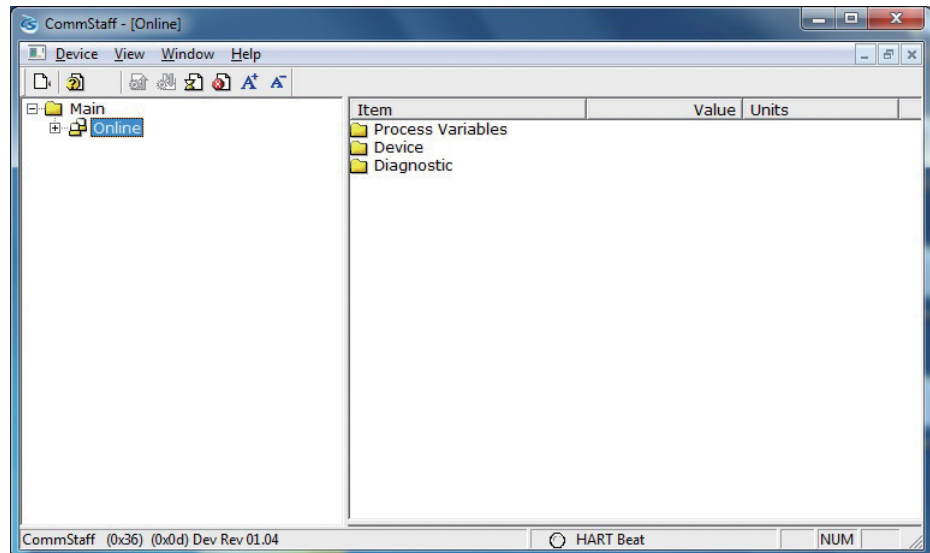 CommStaff - [Online]
Device View Window Help
A+ A-
Main
Online
Item Value Units
Process Variables
Device
Diagnostic
CommStaff (0x36) (0x0d) Dev Rev 01.04 HART Beat NUM